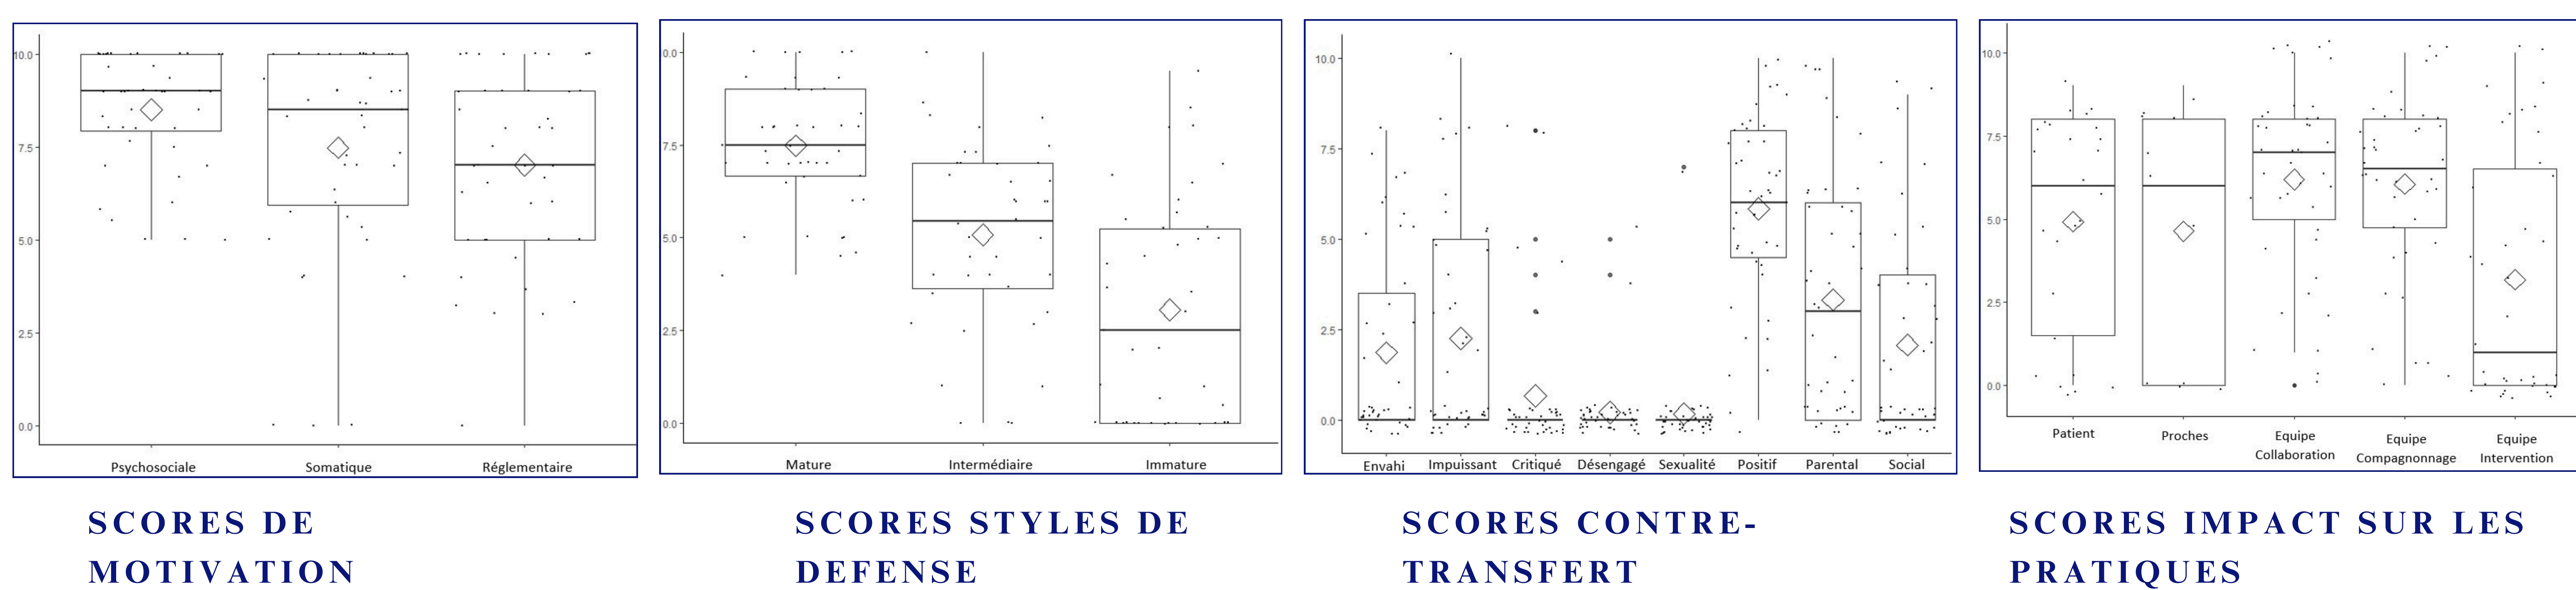 10.0
7.5
5.0
2.5
0.0
Psychosociale Somatique Réglementaire
SCORES DE
MOTIVATION
0.0
7.5
5.0
2.5
0.0
Mature Intermédiaire Immature
SCORES STYLES DE
DEFENSE
10.0
7.5
5.0
2.5
0.0
Envahi Impuissant Critiqué Désengagé Sexualité Positif Parental Social
SCORES CONTRE-
TRANSFERT
10.0
7.5
5.0
2.5
0.0
Patient Proches Equipe Equipe Equipe
Collaboration Compagnonnage Intervention
SCORES IMPACT SUR LES
PRATIQUES